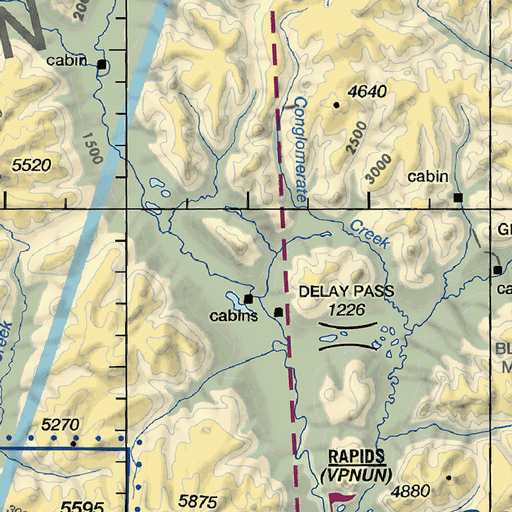 200
N
cabin
4640
Conglomerate
2500
1500
5520
3000
cabin
Creek
DELAY PASS
1226
cabins
5270
RAPIDS
(VPNUN)
4880
5595
5875